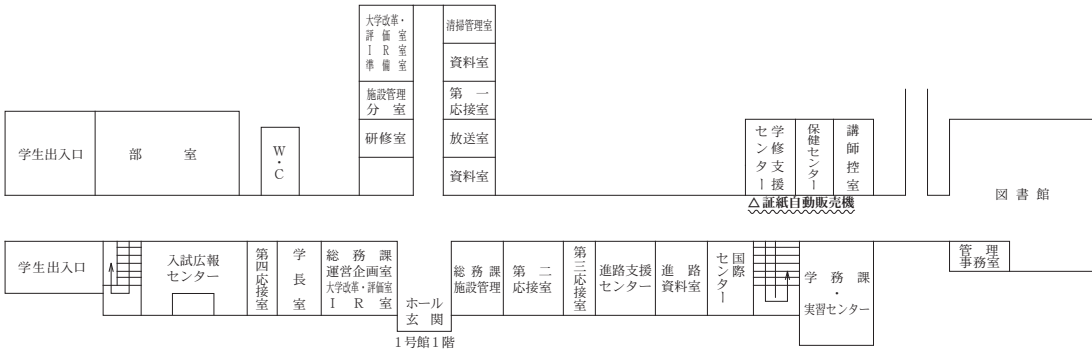 大学改革・
評価室
ＩＲ室
準備室
清掃管理室
資料室
施設管理
分室
第一
応接室
研修室
放送室
資料室
学生出入口
部室
Ｗ・Ｃ
学修支援
センター
保健センター
講師控室
△証紙自動販売機
図書館
学生出入口
入試広報
センター
第四応接室
学長室
総務課
運営企画室
大学改革・評価室
ＩＲ室
ホール
玄関
総務課
施設管理
第二
応接室
第三応接室
進路支援
センター
進路
資料室
国際
センター
学務課
・
実習センター
管理
事務室
１号館１階